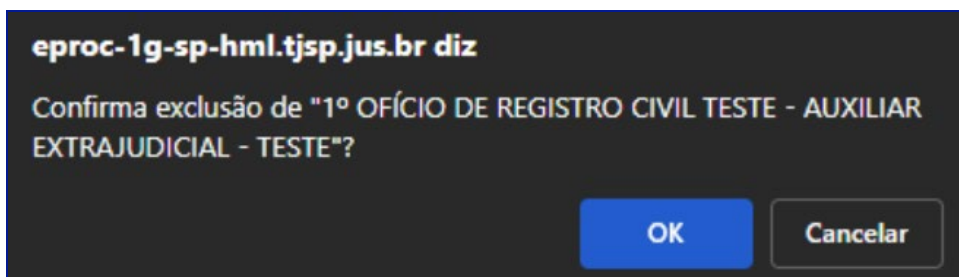 eproc-1g-sp-hml.tjsp.jus.br diz
Confirma exclusão de "1º OFÍCIO DE REGISTRO CIVIL TESTE - AUXILIAR
EXTRAJUDICIAL - TESTE"?
OK
Cancelar